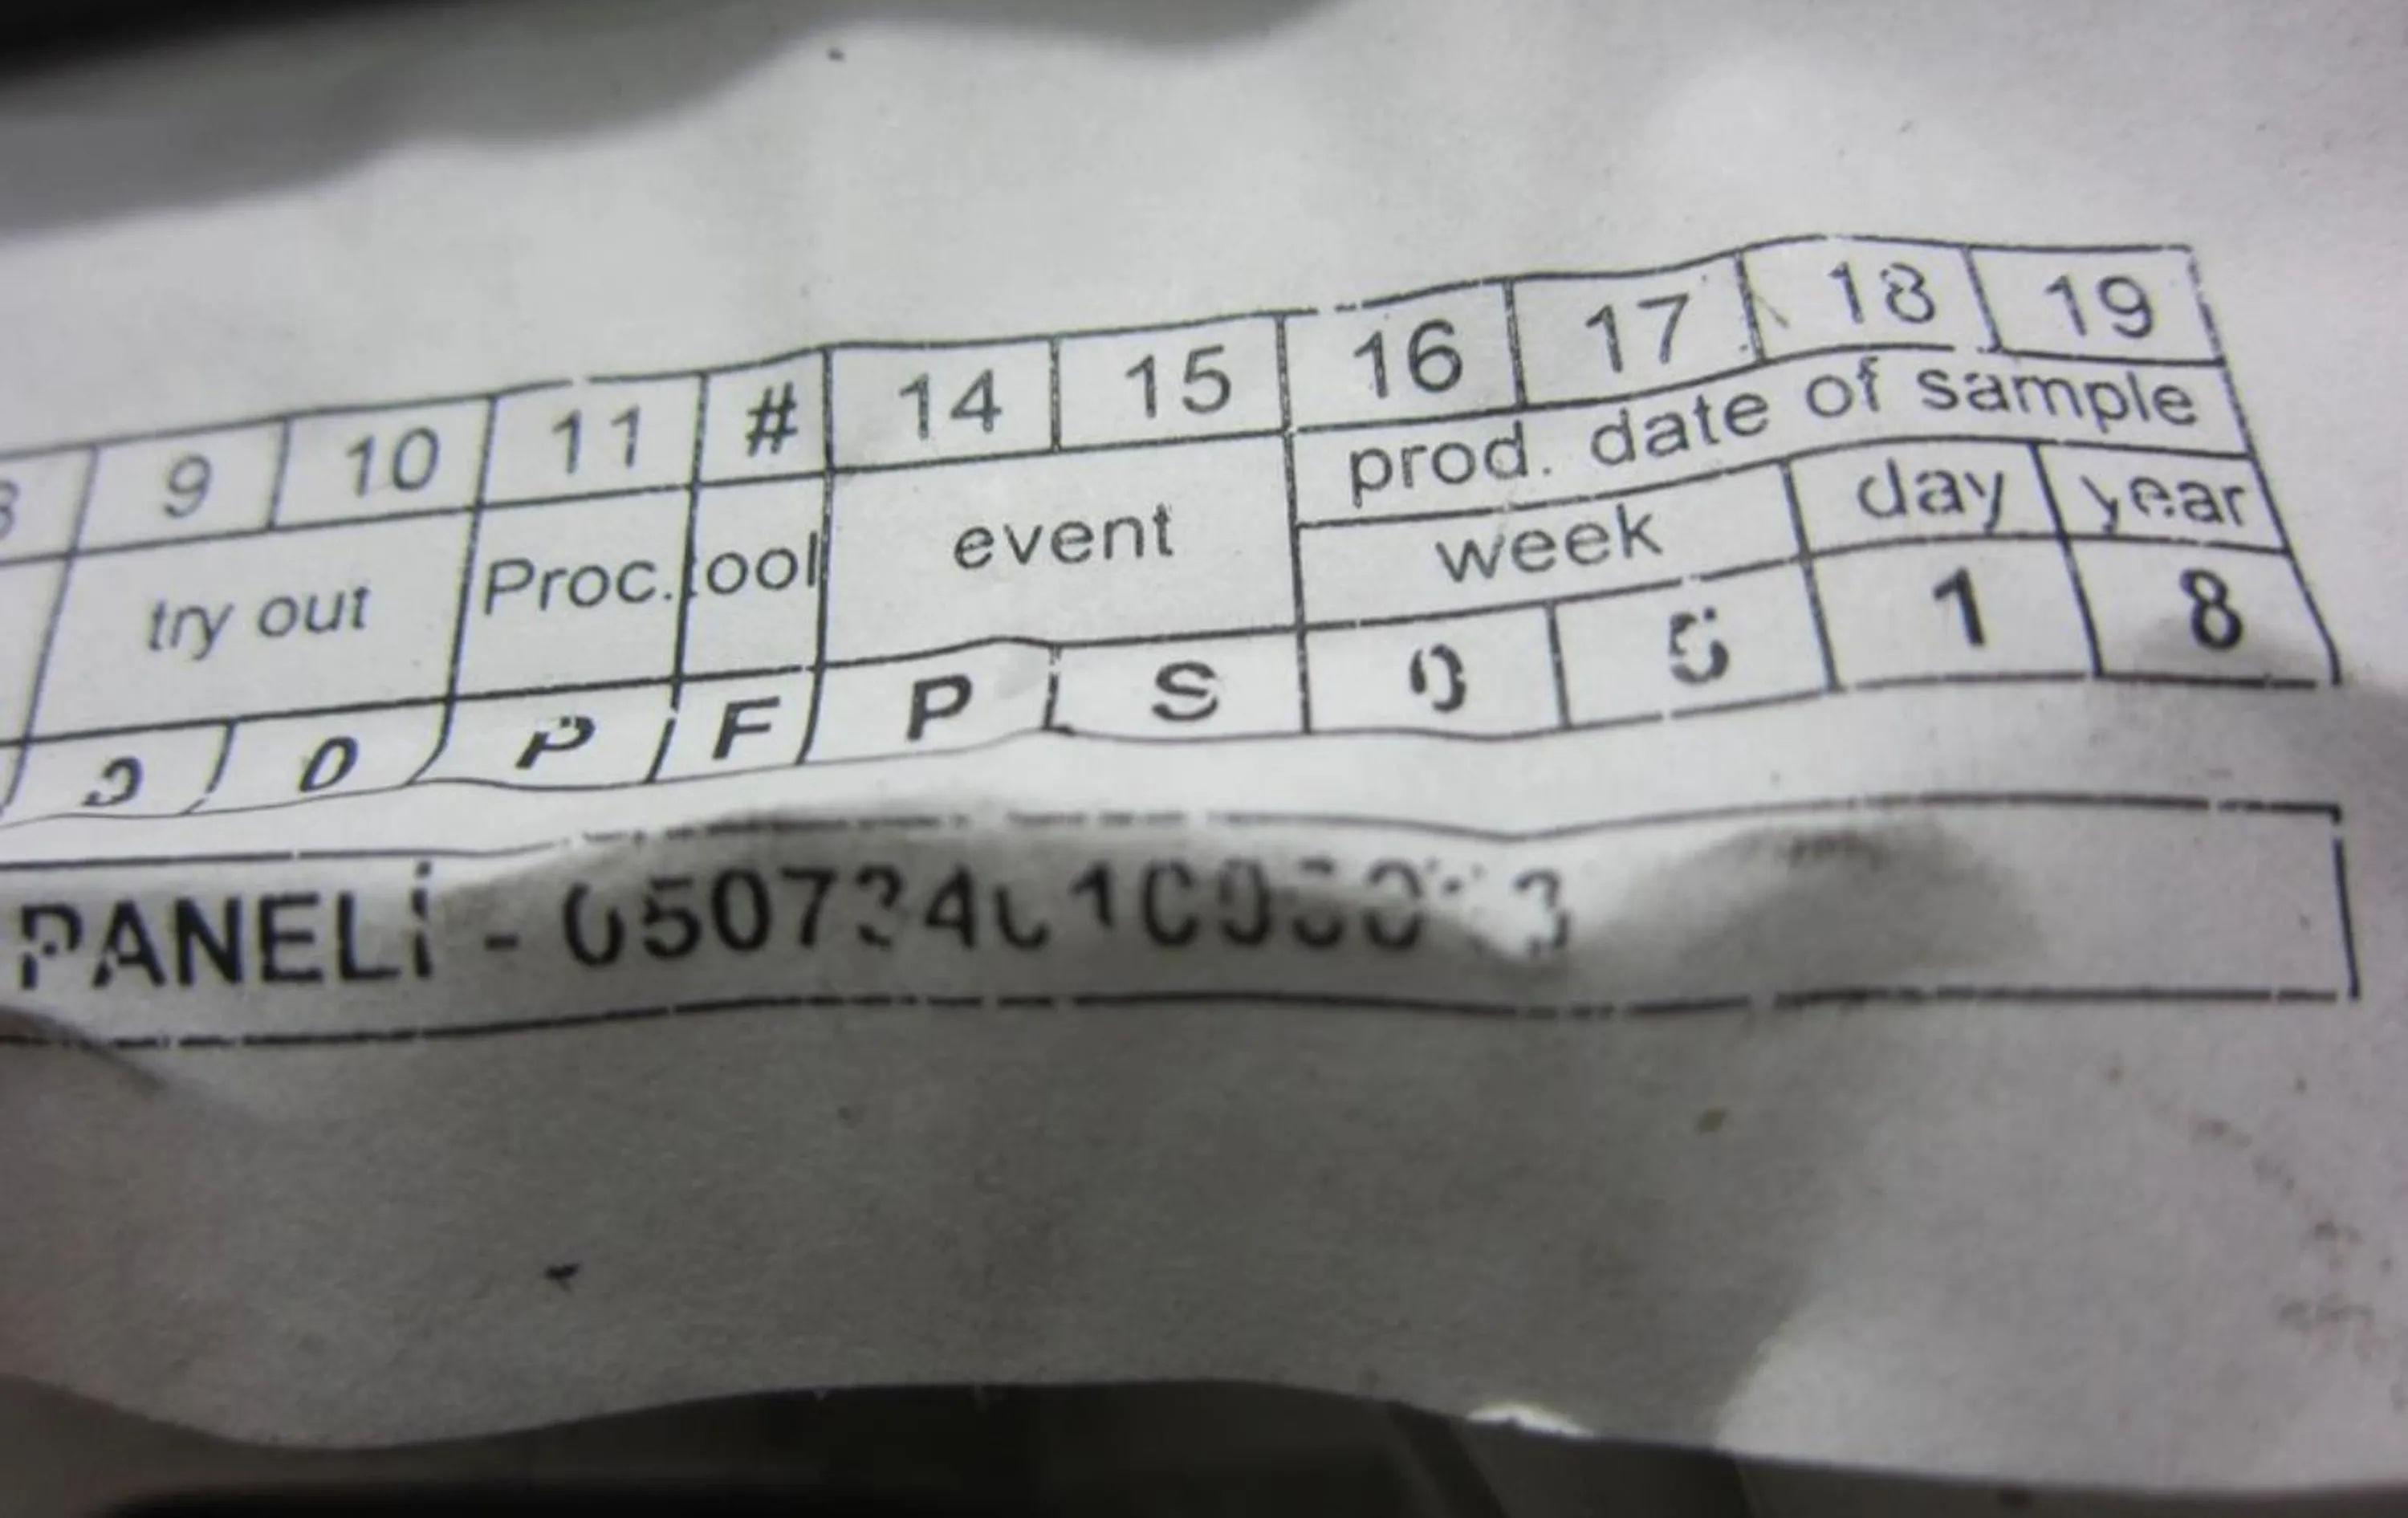 9 10 11 # 14 15 16 17 18 19
prod. date of sample
try out Proc. ool event week day year
0 P F P S 0 5 1 8
PANELİ -